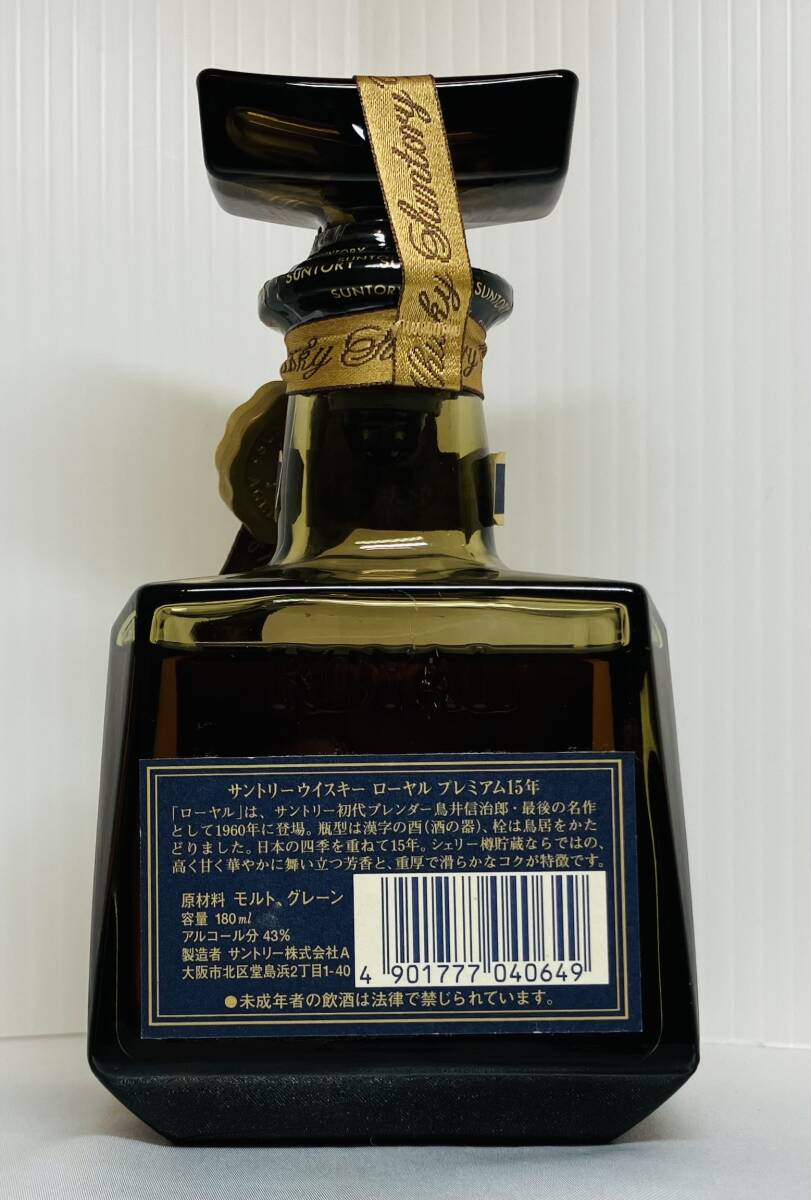 Suntory
Whisky
SUNTORY
SUNTORY
SUNTORY
SUNTORY
サントリーウイスキー ローヤル プレミアム15年
「ローヤル」は、サントリー初代ブレンダー鳥井信治郎・最後の名作
として1960年に登場。瓶型は漢字の酉(酒の器)、栓は鳥居をかた
どりました。日本の四季を重ねて15年。シェリー樽貯蔵ならではの、
高く甘く華やかに舞い立つ芳香と、重厚で滑らかなコクが特徴です。
原材料 モルト、グレーン
容量 180ml
アルコール分 43%
製造者 サントリー株式会社A
大阪市北区堂島浜2丁目1-40
4 901777 040649
●未成年者の飲酒は法律で禁じられています。